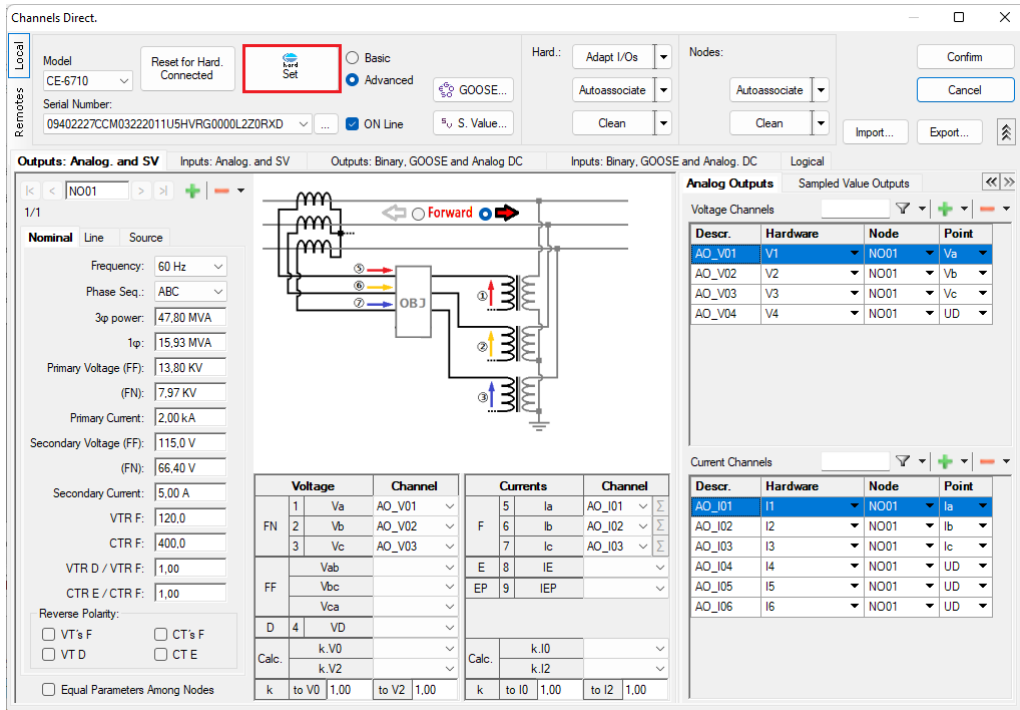 Channels Direct.
Local
Remotes
Model
CE-6710
Reset for Hard. Connected
hard
Set
Basic
Advanced
Serial Number:
09402227CCM03222011U5HVRG0000L2Z0RXD
...
ON Line
GOOSE...
S. Value...
Hard.:
Adapt I/Os
Autoassociate
Clean
Nodes:
Autoassociate
Clean
Confirm
Cancel
Import...
Export...
Outputs: Analog. and SV
Inputs: Analog. and SV
Outputs: Binary, GOOSE and Analog DC
Inputs: Binary, GOOSE and Analog. DC
Logical
NO01
1/1
Nominal Line Source
Frequency: 60 Hz
Phase Seq.: ABC
3φ power: 47,80 MVA
1φ: 15,93 MVA
Primary Voltage (FF): 13,80 KV
(FN): 7,97 KV
Primary Current: 2,00 kA
Secondary Voltage (FF): 115,0 V
(FN): 66,40 V
Secondary Current: 5,00 A
VTR F: 120,0
CTR F: 400,0
VTR D / VTR F: 1,00
CTR E / CTR F: 1,00
Reverse Polarity:
VT's F CT's F
VT D CT E
Equal Parameters Among Nodes
Forward
⑤
⑥
⑦
OBJ
①
②
③
Voltage Channel
FN 1 Va AO_V01
2 Vb AO_V02
3 Vc AO_V03
FF Vab
Vbc
Vca
D 4 VD
Calc. k.V0
k.V2
k to V0 1,00 to V2 1,00
Currents Channel
F 5 Ia AO_I01 Σ
6 Ib AO_I02 Σ
7 Ic AO_I03 Σ
E 8 IE
EP 9 IEP
Calc. k.I0
k.I2
k to I0 1,00 to I2 1,00
Analog Outputs Sampled Value Outputs
Voltage Channels
Descr. Hardware Node Point
AO_V01 V1 NO01 Va
AO_V02 V2 NO01 Vb
AO_V03 V3 NO01 Vc
AO_V04 V4 NO01 UD
Current Channels
Descr. Hardware Node Point
AO_I01 I1 NO01 Ia
AO_I02 I2 NO01 Ib
AO_I03 I3 NO01 Ic
AO_I04 I4 NO01 UD
AO_I05 I5 NO01 UD
AO_I06 I6 NO01 UD